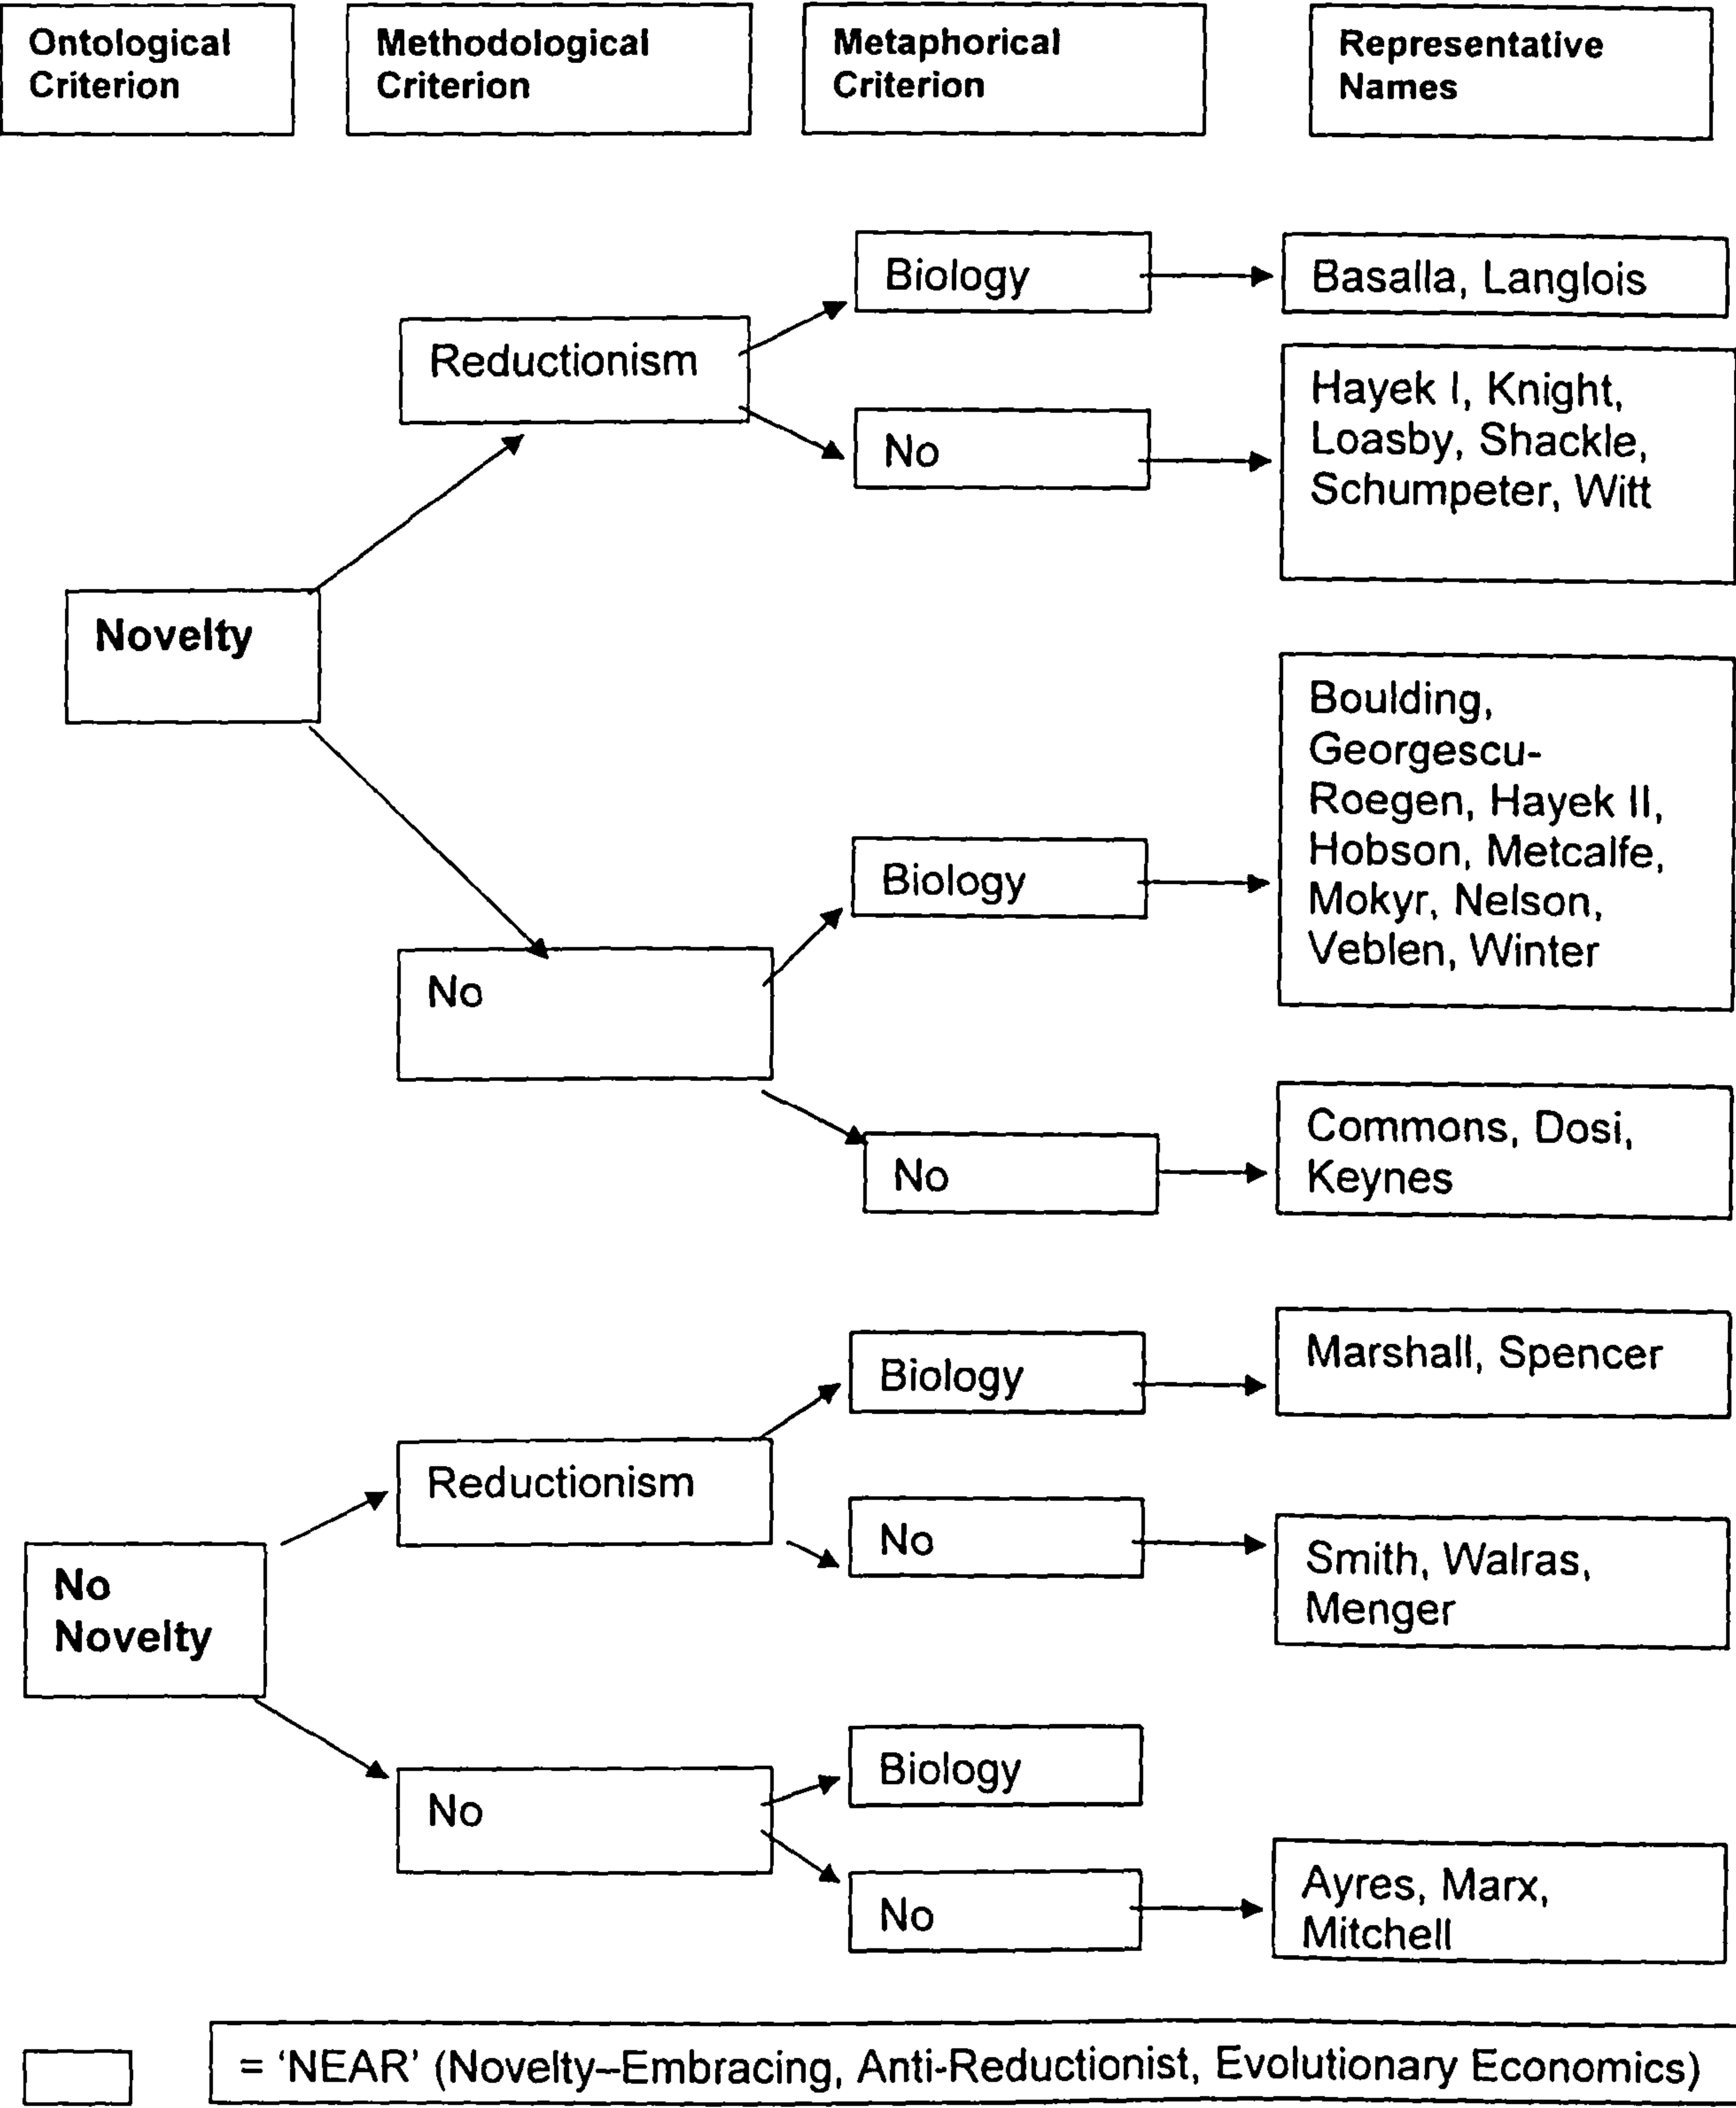 Ontological
Criterion
Methodological
Criterion
Metaphorical
Criterion
Representative
Names
Biology
Basalla, Langlois
Reductionism
Hayek I, Knight,
Loasby, Shackle,
Schumpeter, Witt
No
Novelty
Boulding,
Georgescu-
Roegen, Hayek II,
Hobson, Metcalfe,
Mokyr, Nelson,
Veblen, Winter
Biology
No
Commons, Dosi,
Keynes
No
Marshall, Spencer
Biology
Reductionism
No
Smith, Walras,
Menger
No
Novelty
Biology
No
Ayres, Marx,
Mitchell
No
= ‘NEAR’ (Novelty–Embracing, Anti-Reductionist, Evolutionary Economics)